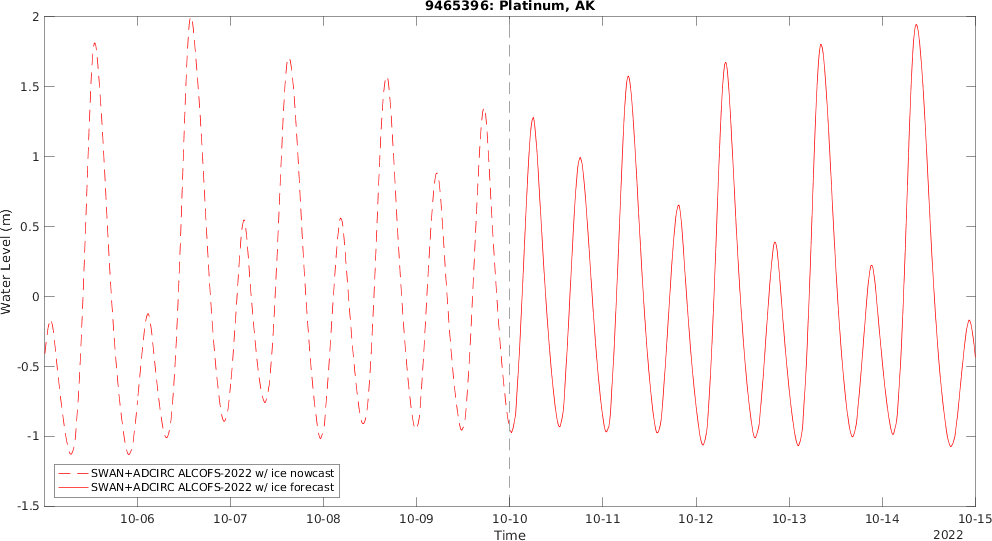 9465396: Platinum, AK
Water Level (m)
2
1.5
1
0.5
0
-0.5
-1
-1.5
SWAN+ADCIRC ALCOFS-2022 w/ ice nowcast
SWAN+ADCIRC ALCOFS-2022 w/ ice forecast
10-06 10-07 10-08 10-09 10-10 10-11 10-12 10-13 10-14 10-15
Time
2022